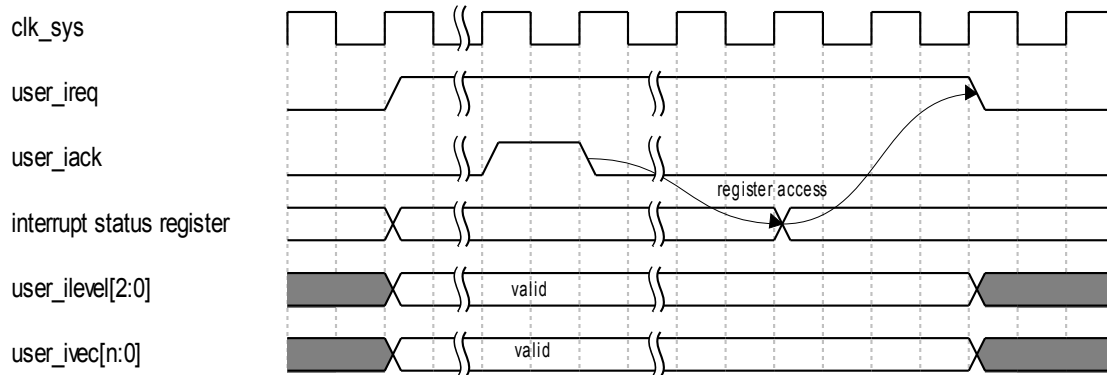 clk_sys
user_ireq
user_iack
register access
interrupt status register
user_ilevel[2:0]
valid
user_ivec[n:0]
valid